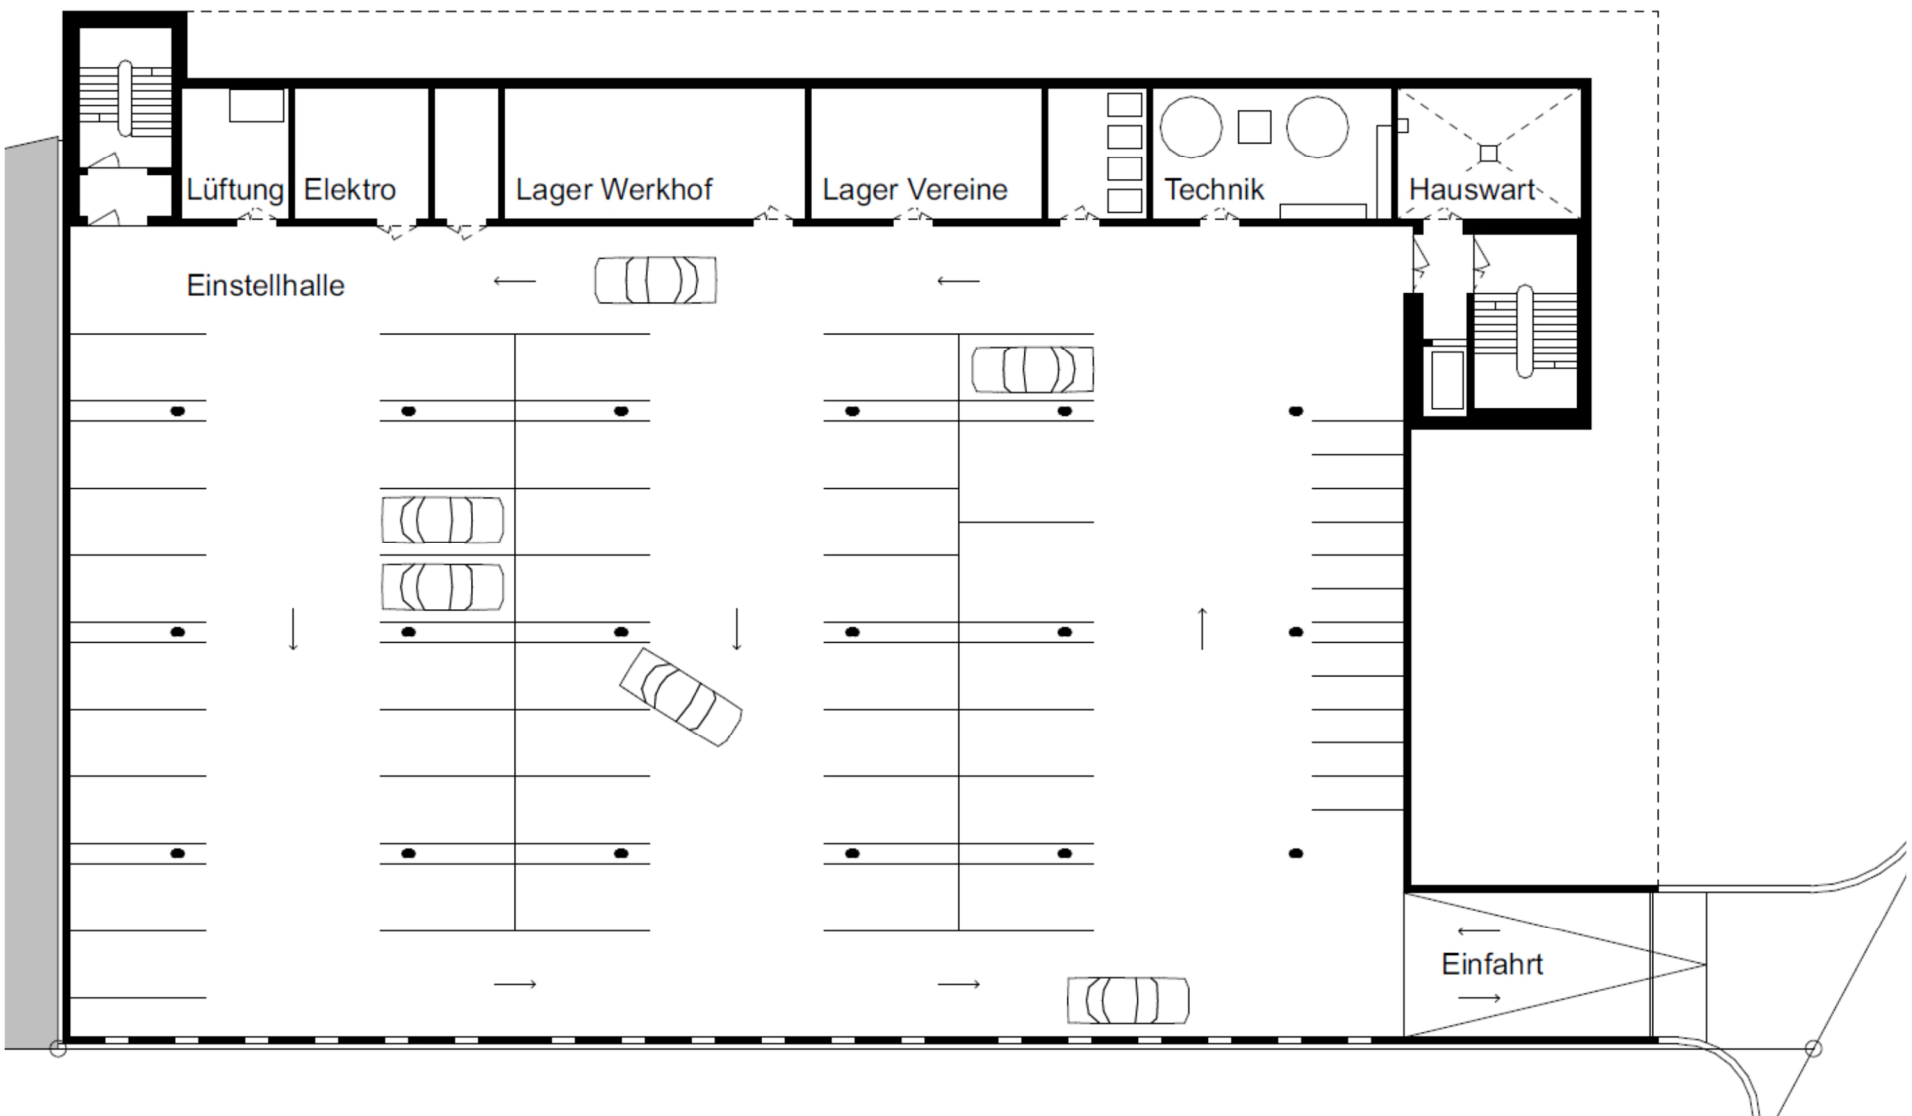 Lüftung
Elektro
Lager Werkhof
Lager Vereine
Technik
Hauswart
Einstellhalle
Einfahrt